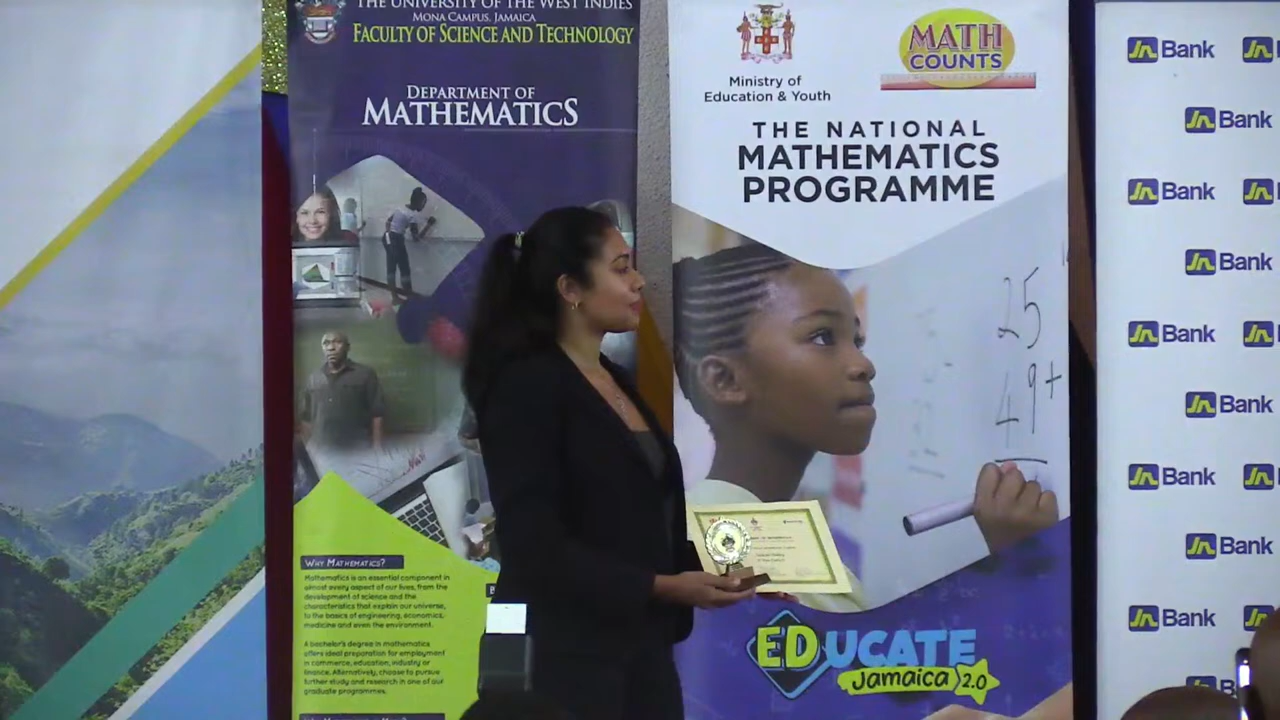 THE UNIVERSITY OF THE WEST INDIES
MONA CAMPUS, JAMAICA
FACULTY OF SCIENCE AND TECHNOLOGY
DEPARTMENT OF
MATHEMATICS
WHY MATHEMATICS?
Mathematics is an essential component in
almost every aspect of our lives, from the
development of science and the
characteristics that explain our universe,
to the basics of engineering, economics,
medicine and even the environment.
A bachelor's degree in mathematics
offers ideal preparation for employment
in commerce, education, industry or
finance. Alternatively, choose to pursue
further study and research in one of our
graduate programmes.
Ministry of
Education & Youth
MATH
COUNTS
THE NATIONAL
MATHEMATICS
PROGRAMME
25
49+
EDUCATE
Jamaica 2.0
JN Bank JN
JN Bank
JN Bank JN
JN Bank
JN Bank JN
JN Bank
JN Bank JN
JN Bank
JN Bank JN